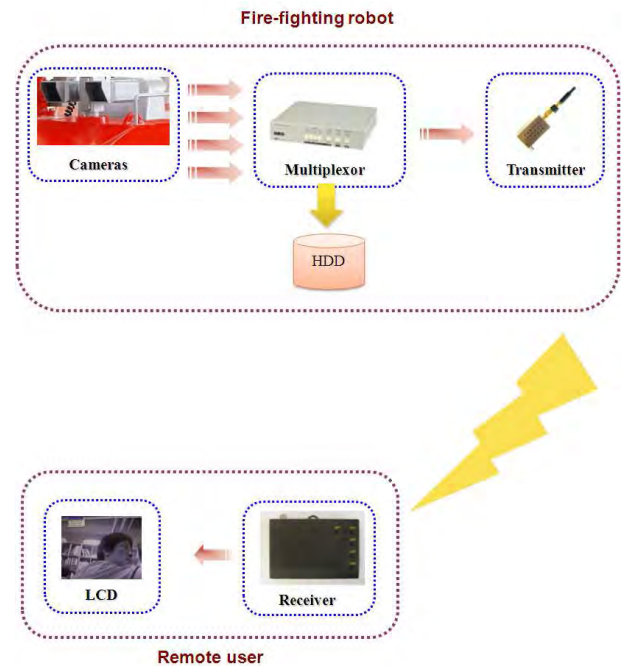 Fire-fighting robot
Cameras
Multiplexor
Transmitter
HDD
LCD
Receiver
Remote user